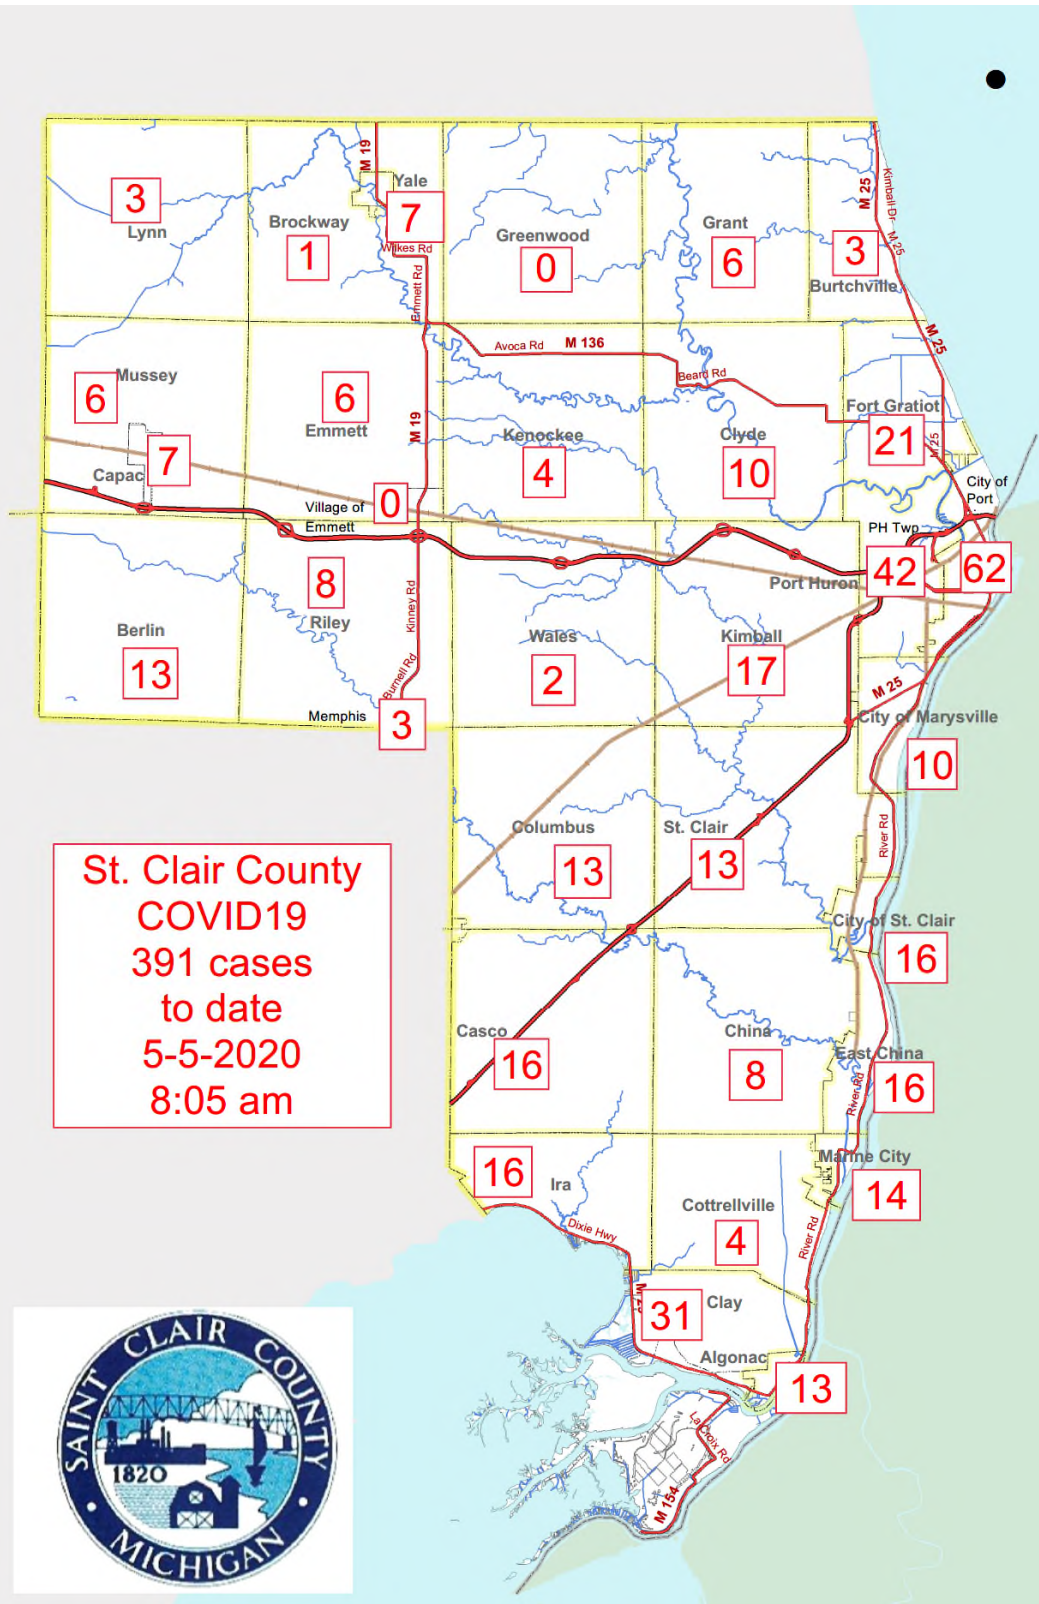 M 19
Yale
7
3
Lynn
Brockway
1
Wilkes Rd
Emmett Rd
Greenwood
0
Grant
6
M 25
Kimball Dr
M 25
3
Burtchville
M 25
Avoca Rd
M 136
Beard Rd
Mussey
6
6
Emmett
M 19
Fort Gratiot
21
M25
Kenockee
4
Clyde
10
7
Capac
0
Village of
Emmett
City of
Port
PH Twp
Port Huron
42
62
8
Riley
Kinney Rd
Berlin
13
Wales
2
Kimball
17
Burnell Rd
Memphis
3
M 25
City of Marysville
10
River Rd
Columbus
13
St. Clair
13
St. Clair County
COVID19
391 cases
to date
5-5-2020
8:05 am
City of St. Clair
16
Casco
16
China
8
East China
16
River Rd
Marine City
14
16
Ira
Dixie Hwy
Cottrellville
4
River Rd
31
Clay
Algonac
13
La Croix Rd
M 154
SAINT CLAIR COUNTY
1820
MICHIGAN